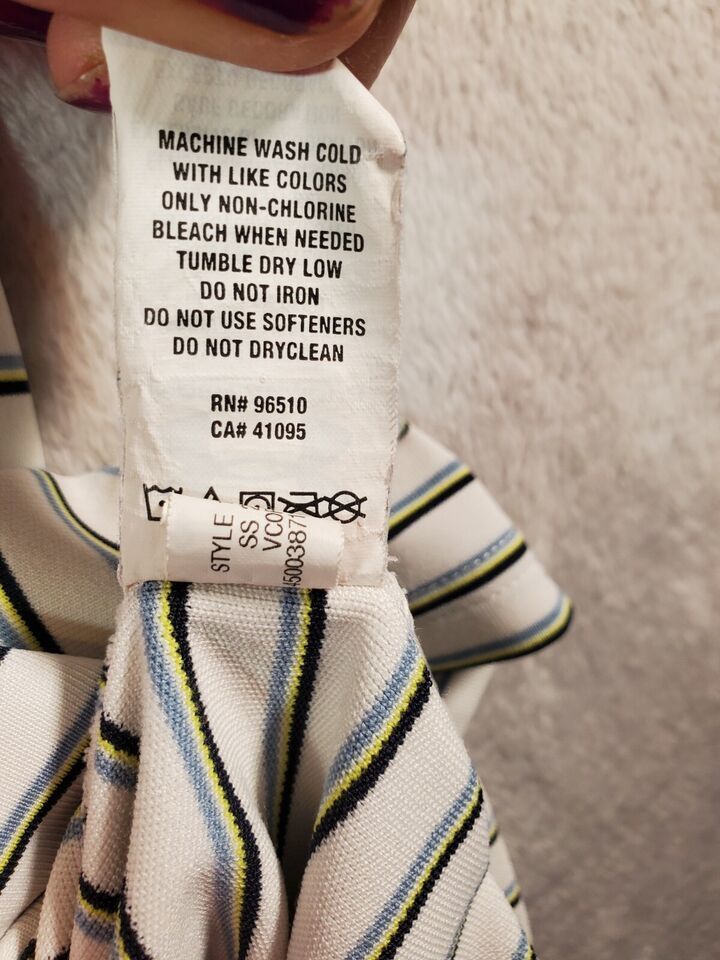 MACHINE WASH COLD
WITH LIKE COLORS
ONLY NON-CHLORINE
BLEACH WHEN NEEDED
TUMBLE DRY LOW
DO NOT IRON
DO NOT USE SOFTENERS
DO NOT DRYCLEAN
RN# 96510
CA# 41095
STYLE
SS
VC0